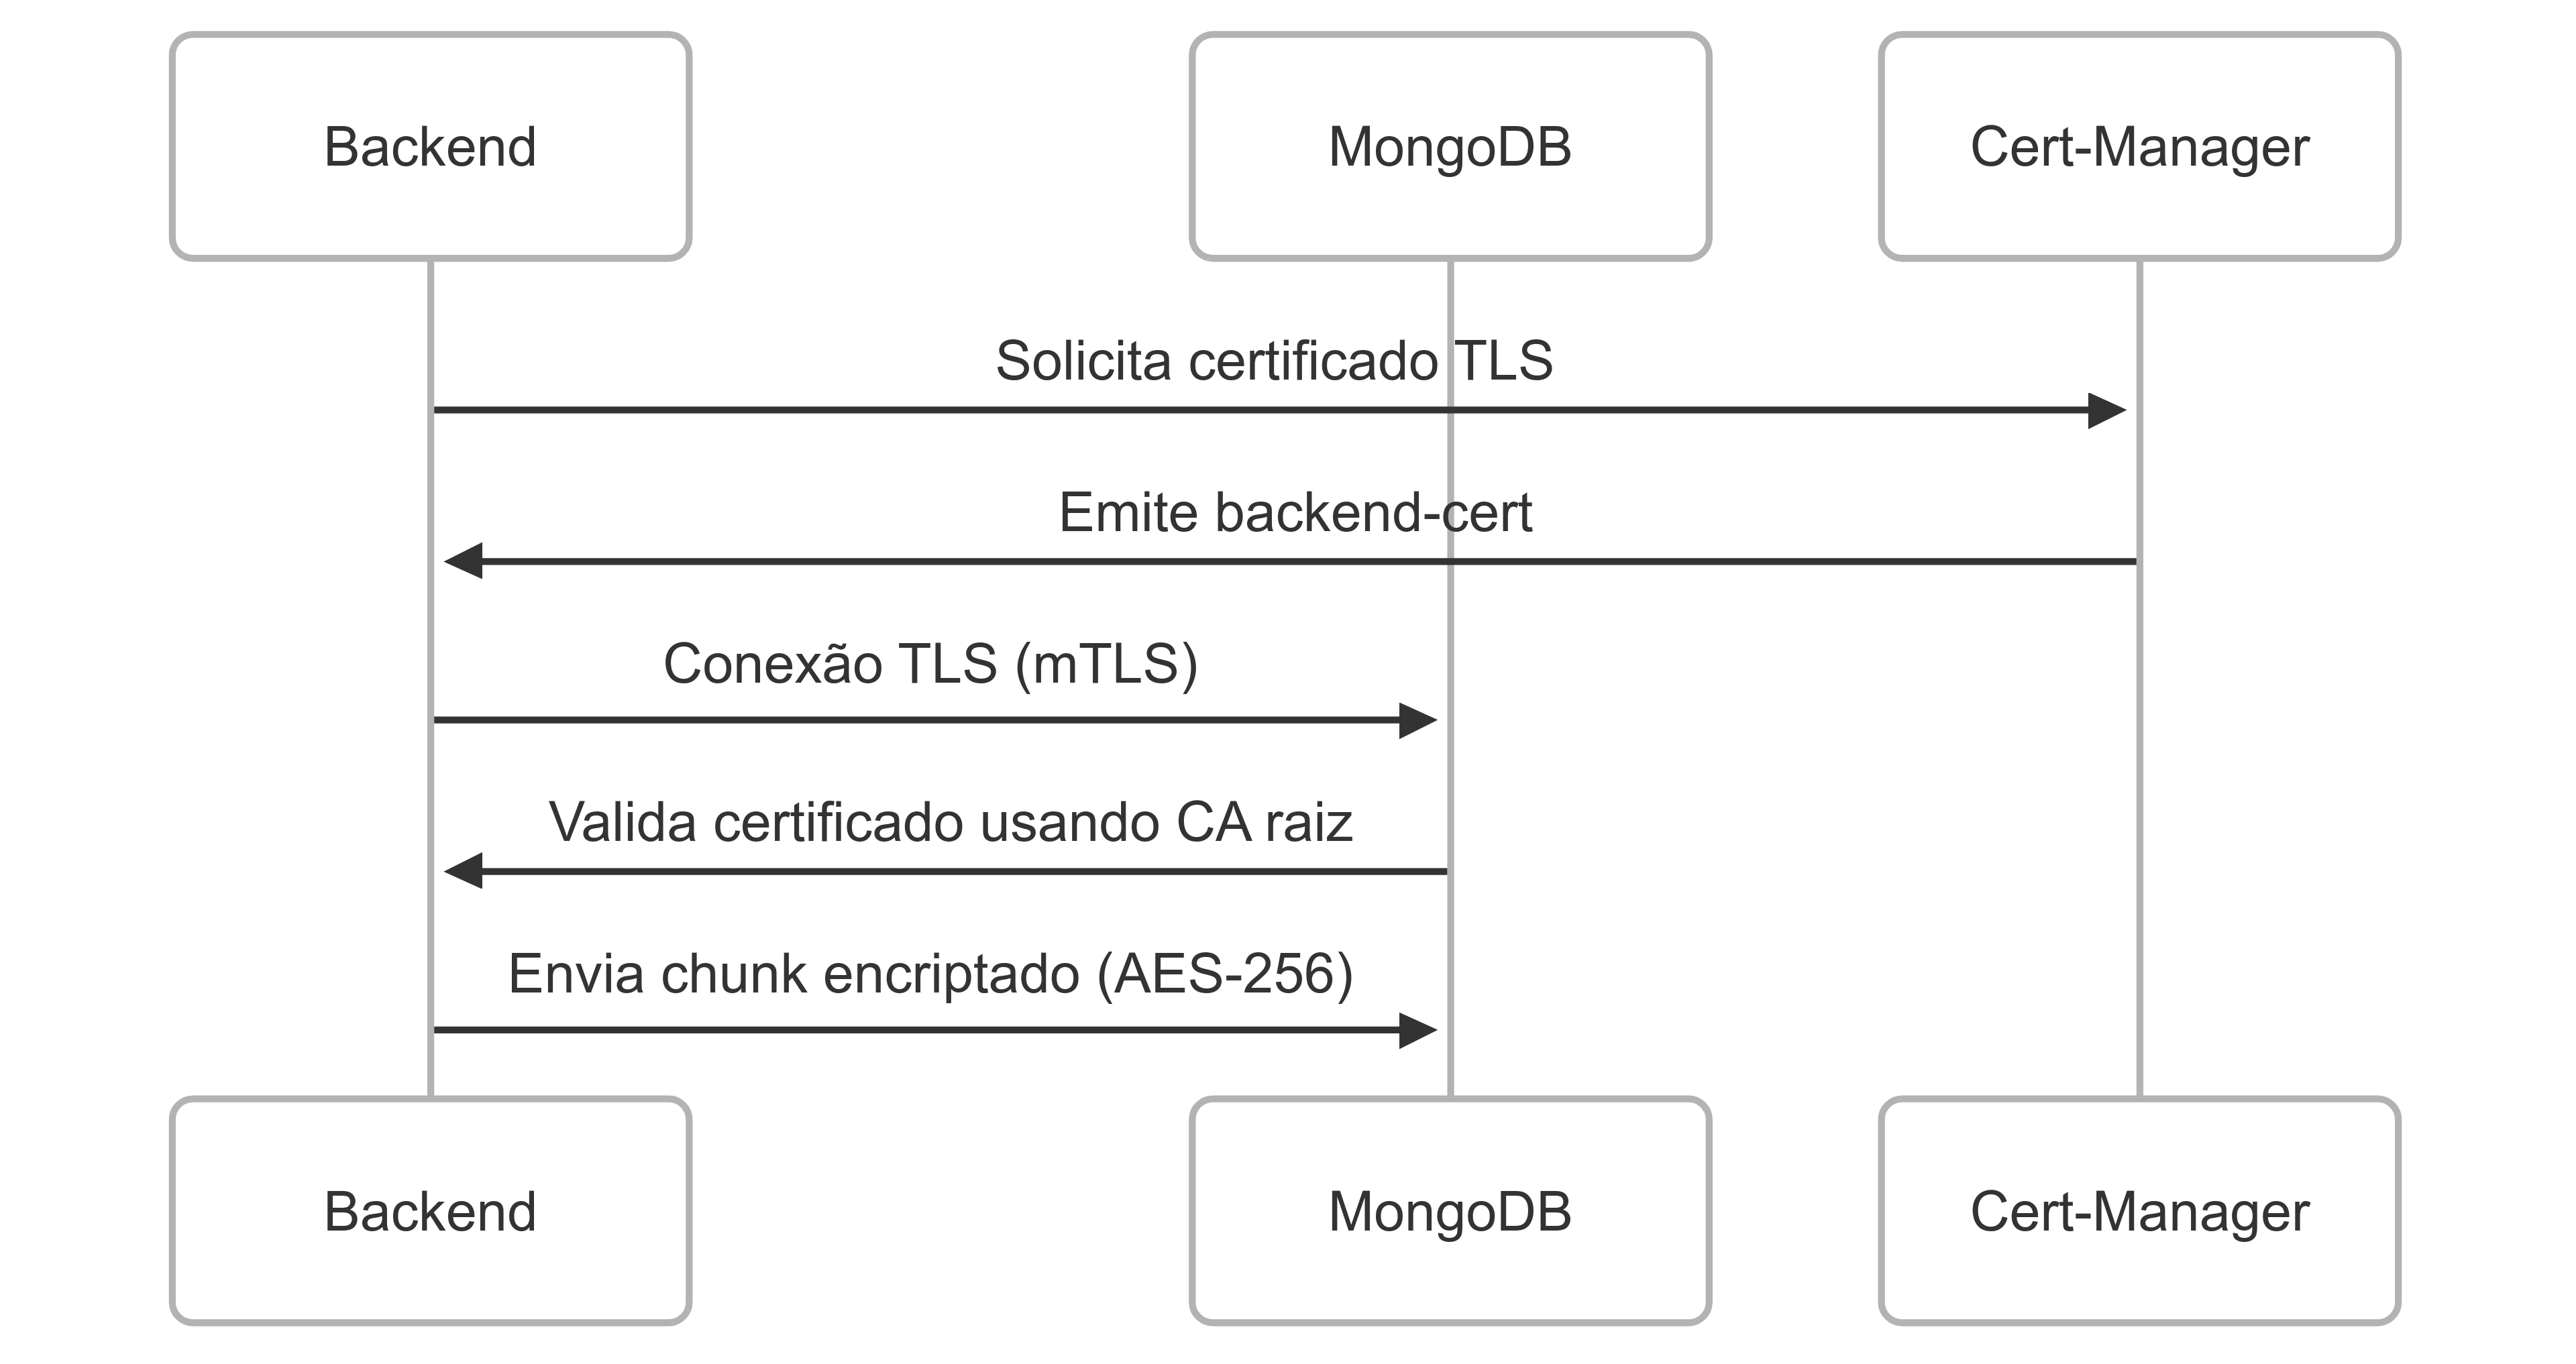 Backend
MongoDB
Cert-Manager
Solicita certificado TLS
Emite backend-cert
Conexão TLS (mTLS)
Valida certificado usando CA raiz
Envia chunk encriptado (AES-256)
Backend
MongoDB
Cert-Manager